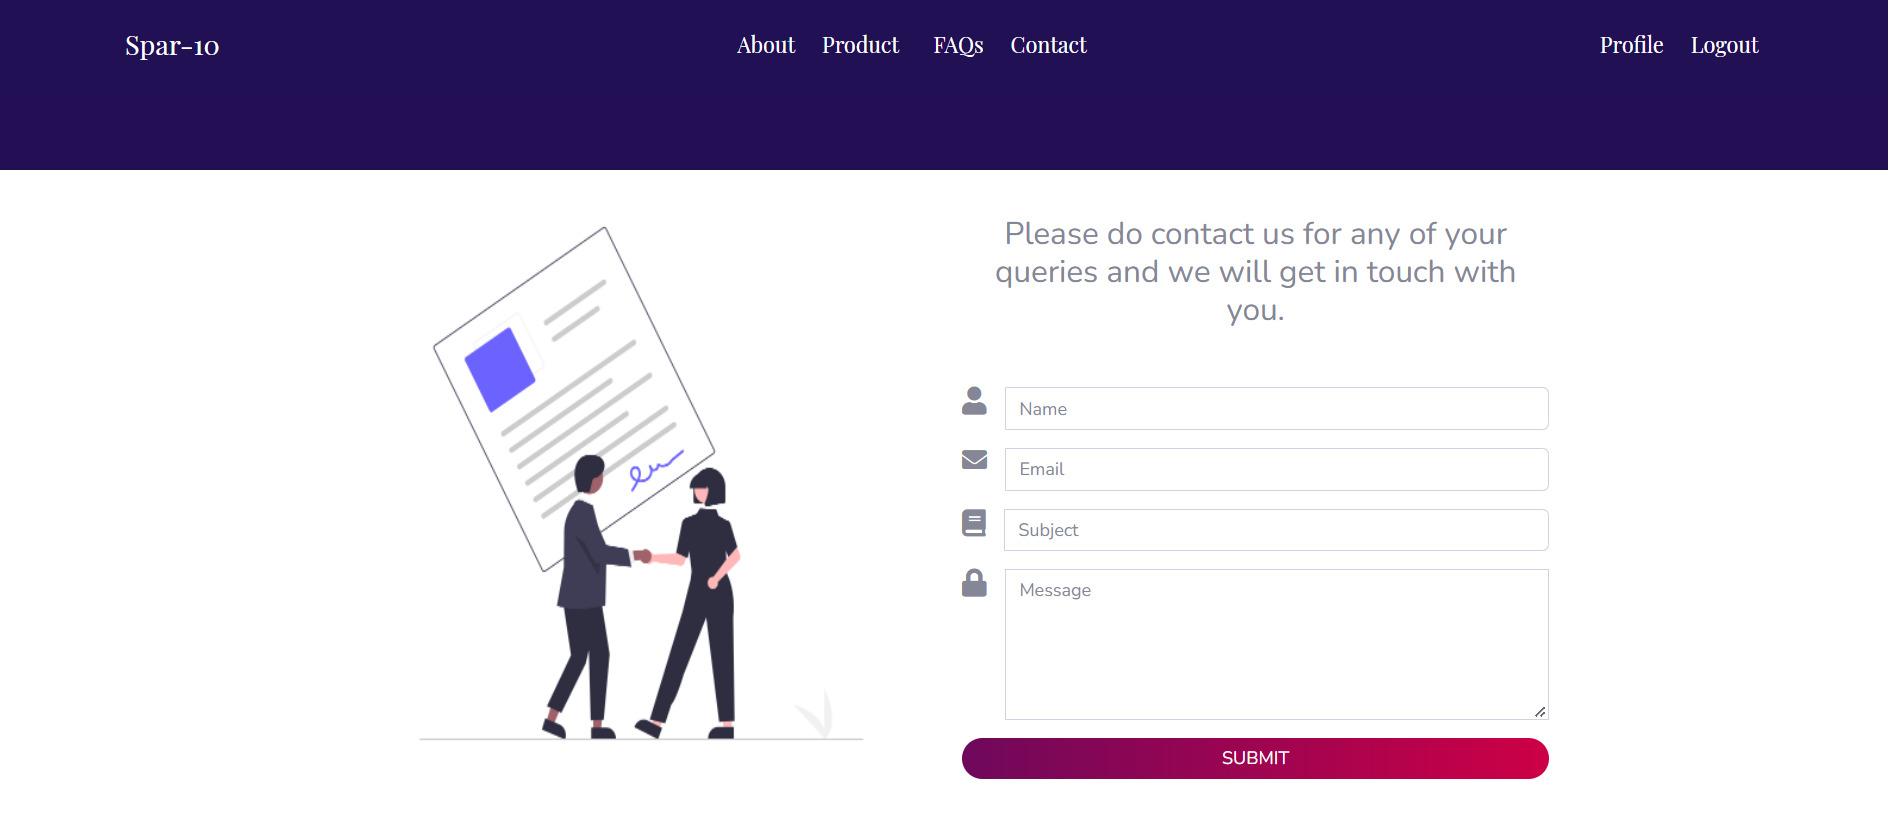 Spar-10
About Product FAQs Contact
Profile Logout
Please do contact us for any of your
queries and we will get in touch with
you.
Name
Email
Subject
Message
SUBMIT